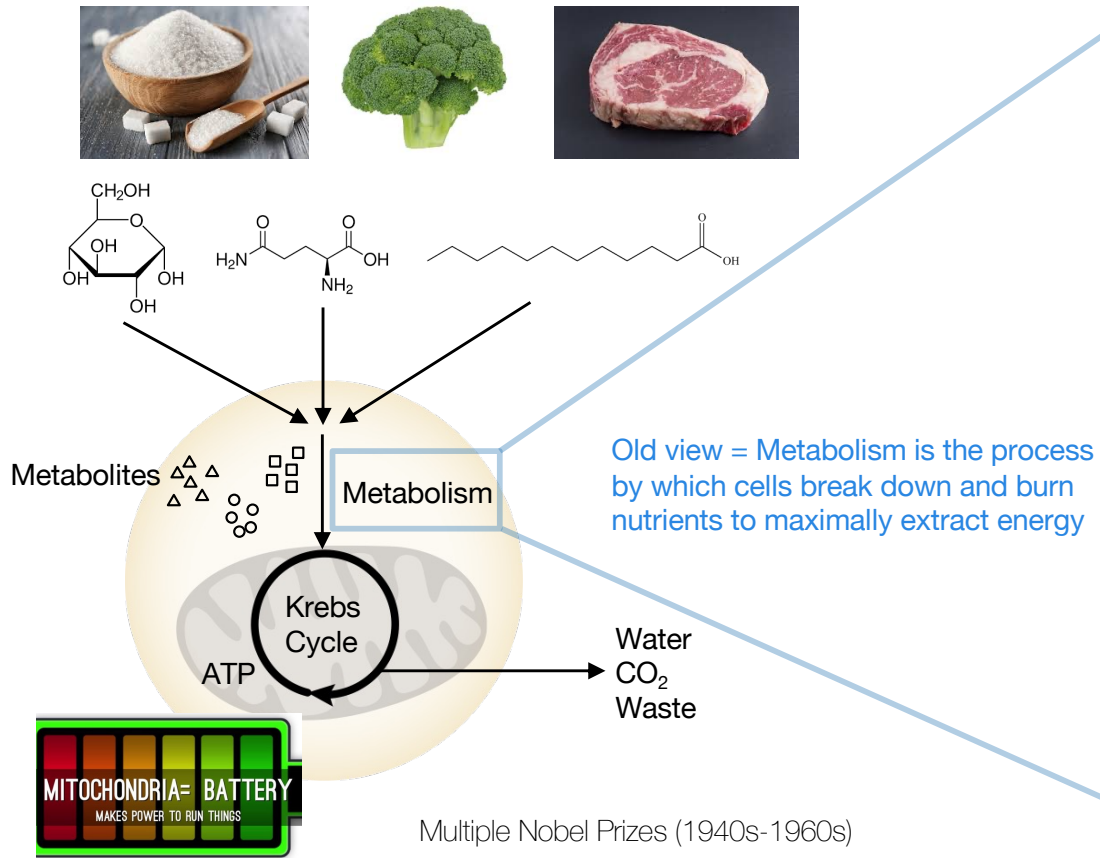 CH₂OH
O
OH
OH
OH
OH
O
O
H₂N
OH
NH₂
O
OH
Metabolites
Metabolism
Old view = Metabolism is the process
by which cells break down and burn
nutrients to maximally extract energy
Krebs
Cycle
ATP
Water
CO₂
Waste
MITOCHONDRIA= BATTERY
MAKES POWER TO RUN THINGS
Multiple Nobel Prizes (1940s-1960s)